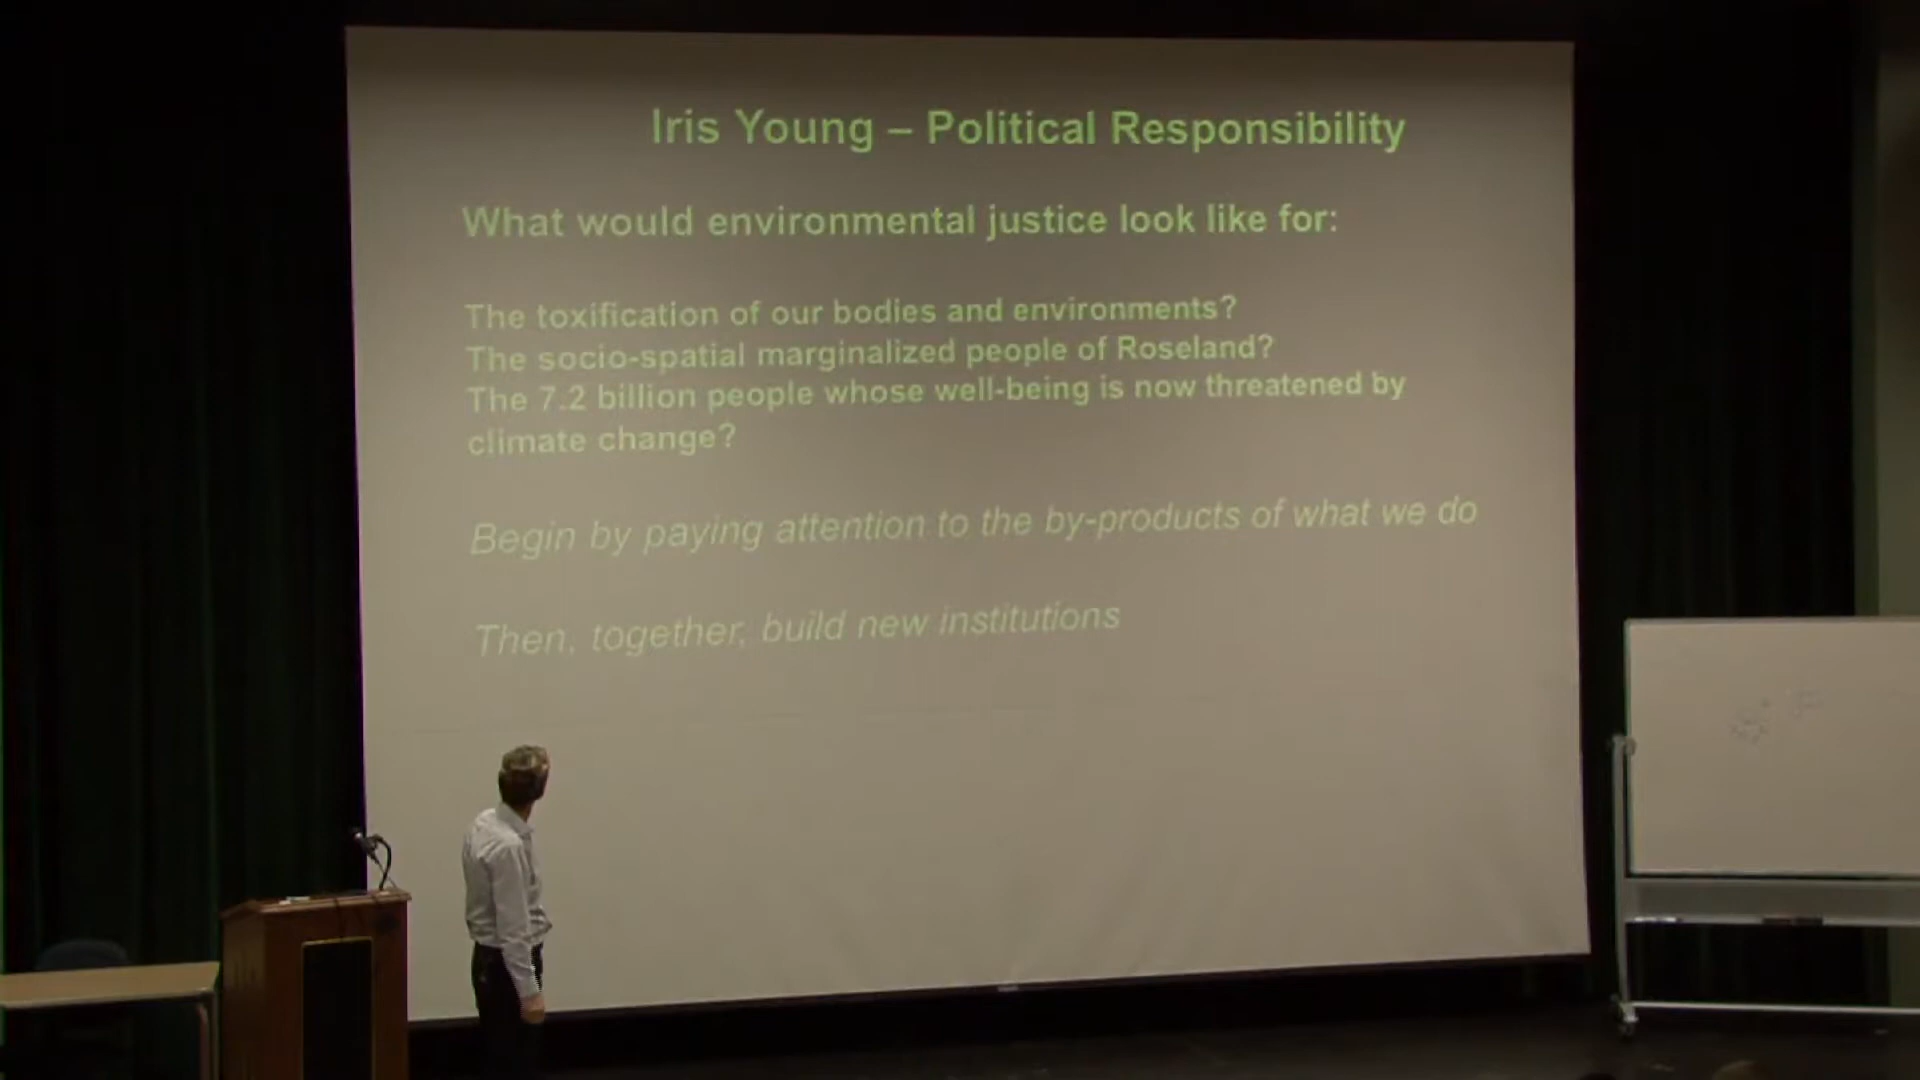 Iris Young – Political Responsibility
What would environmental justice look like for:
The toxification of our bodies and environments?
The socio-spatial marginalized people of Roseland?
The 7.2 billion people whose well-being is now threatened by
climate change?
Begin by paying attention to the by-products of what we do
Then, together, build new institutions